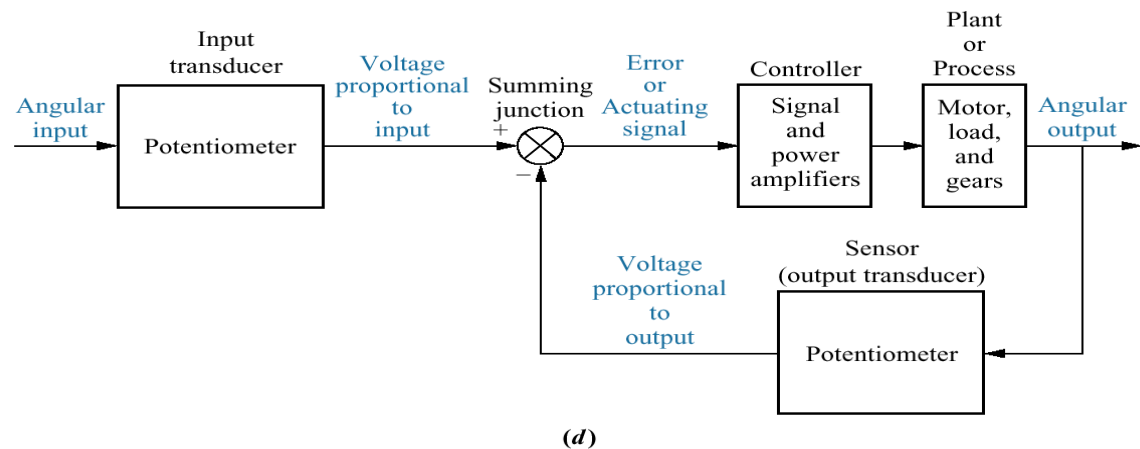 Input
transducer
Angular
input
Potentiometer
Voltage
proportional
to
input
Summing
junction
+
−
Error
or
Actuating
signal
Controller
Signal
and
power
amplifiers
Plant
or
Process
Motor,
load,
and
gears
Angular
output
Sensor
(output transducer)
Potentiometer
Voltage
proportional
to
output
(d)